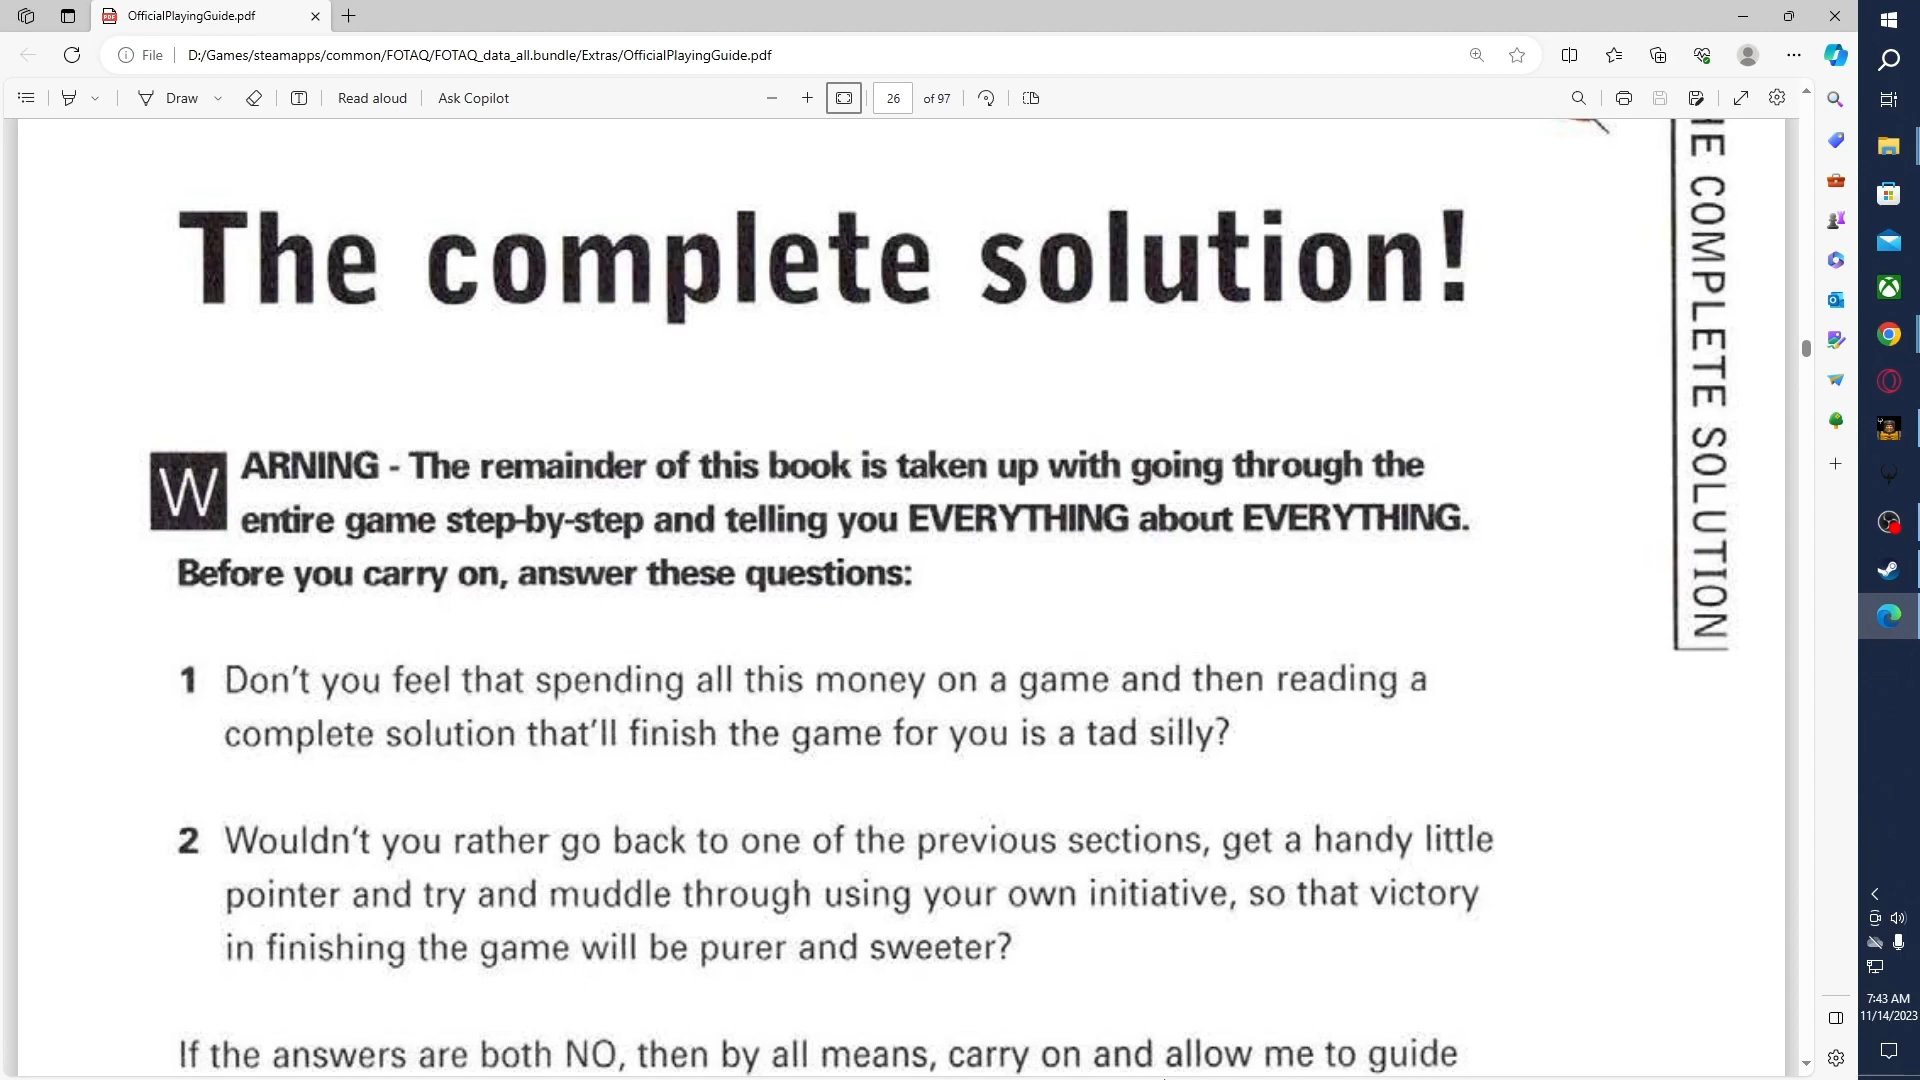 OfficialPlayingGuide.pdf
File
D:/Games/steamapps/common/FOTAQ/FOTAQ_data_all.bundle/Extras/OfficialPlayingGuide.pdf
Draw
Read aloud
Ask Copilot
26 of 97
The complete solution!
E COMPLETE SOLUTION
WARNING - The remainder of this book is taken up with going through the
entire game step-by-step and telling you EVERYTHING about EVERYTHING.
Before you carry on, answer these questions:
1 Don't you feel that spending all this money on a game and then reading a
complete solution that'll finish the game for you is a tad silly?
2 Wouldn't you rather go back to one of the previous sections, get a handy little
pointer and try and muddle through using your own initiative, so that victory
in finishing the game will be purer and sweeter?
If the answers are both NO, then by all means, carry on and allow me to guide
7:43 AM
11/14/2023